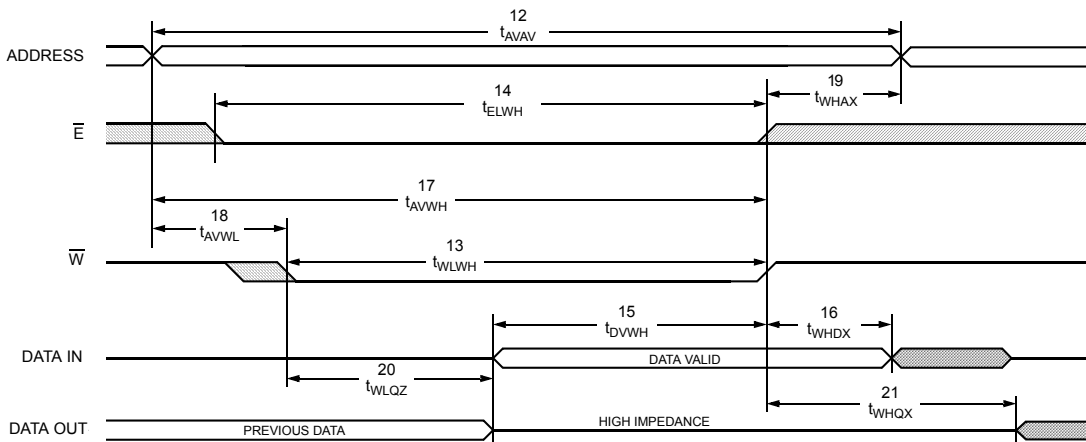 12
tAVAV
ADDRESS
19
tWHAX
14
tELWH
E
17
tAVWH
18
tAVWL
13
tWLWH
W
15
tDVWH
16
tWHDX
DATA IN
DATA VALID
20
tWLQZ
21
tWHQX
DATA OUT
PREVIOUS DATA
HIGH IMPEDANCE